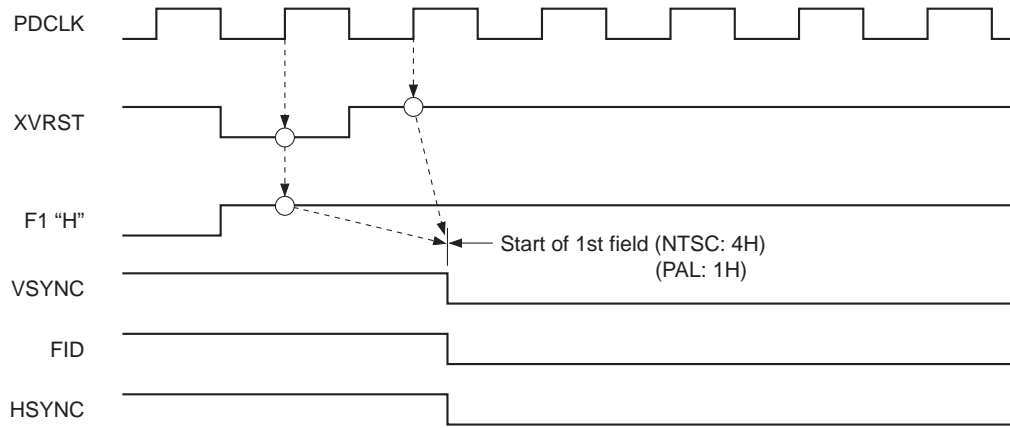 PDCLK
XVRST
F1 “H”
Start of 1st field (NTSC: 4H)
(PAL: 1H)
VSYNC
FID
HSYNC